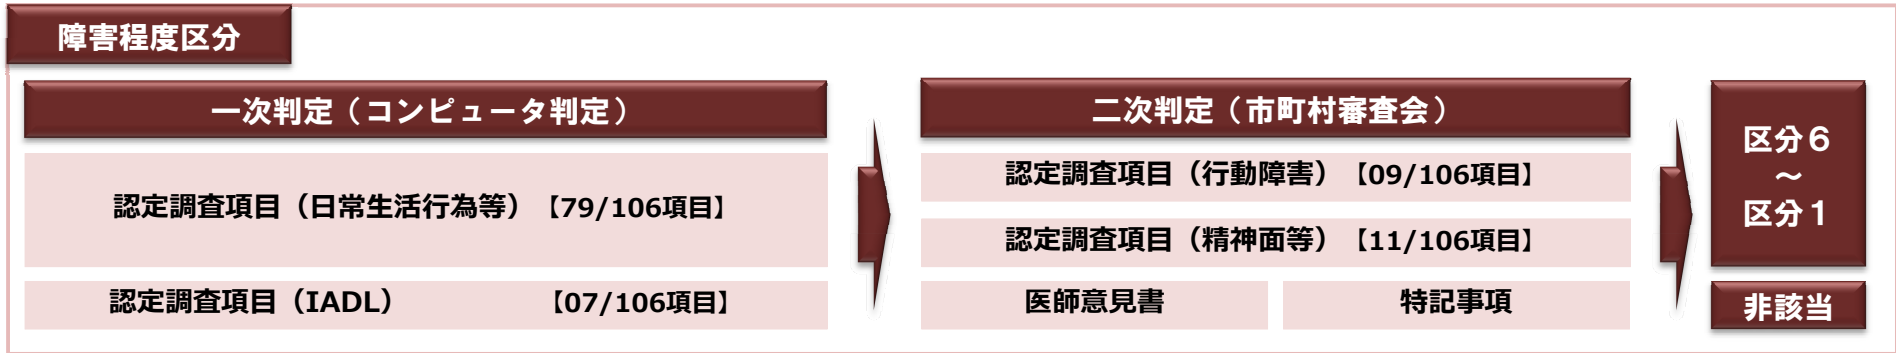 障害程度区分
一次判定（コンピュータ判定）
認定調査項目（日常生活行為等）【79/106項目】
認定調査項目（IADL）　【07/106項目】
二次判定（市町村審査会）
認定調査項目（行動障害）【09/106項目】
認定調査項目（精神面等）【11/106項目】
医師意見書　特記事項
区分６
～
区分１
非該当